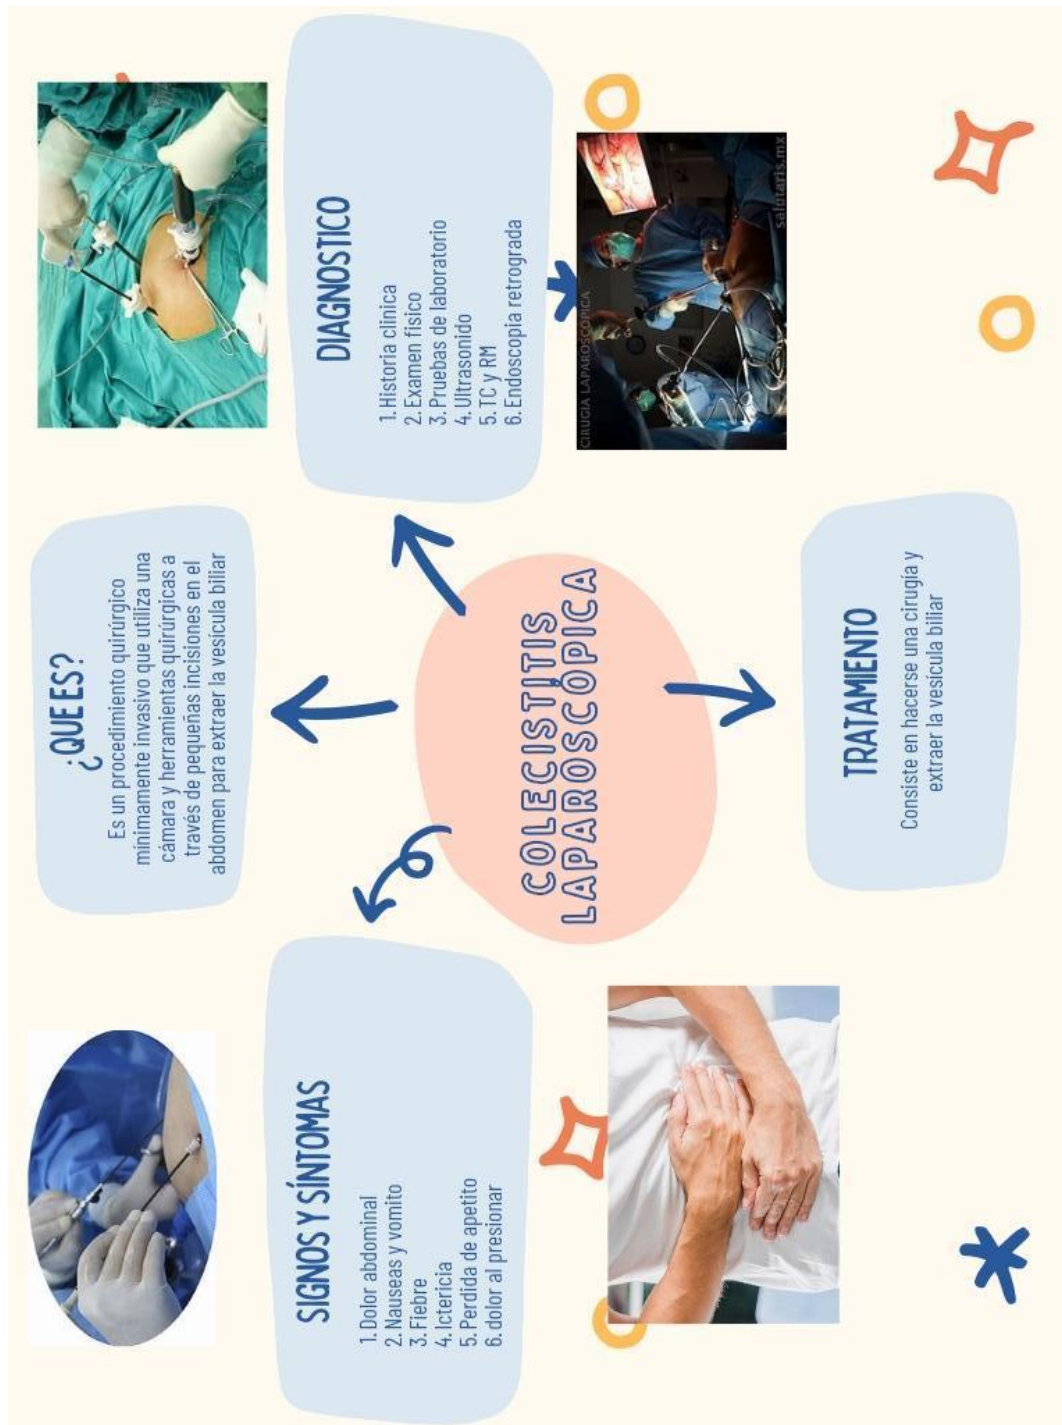 ¿QUE ES?
Es un procedimiento quirúrgico
mínimamente invasivo que utiliza una
cámara y herramientas quirúrgicas a
través de pequeñas incisiones en el
abdomen para extraer la vesícula biliar
SIGNOS Y SÍNTOMAS
1. Dolor abdominal
2. Nauseas y vomito
3. Fiebre
4. Ictericia
5. Perdida de apetito
6. dolor al presionar
DIAGNOSTICO
1. Historia clinica
2. Examen físico
3. Pruebas de laboratorio
4. Ultrasonido
5. TC y RM
6. Endoscopia retrograda
COLECISTITIS
LAPAROSCÓPICA
CIRUGIA LAPAROSCOPICA
salutaris.mx
TRATAMIENTO
Consiste en hacerse una cirugía y
extraer la vesícula biliar